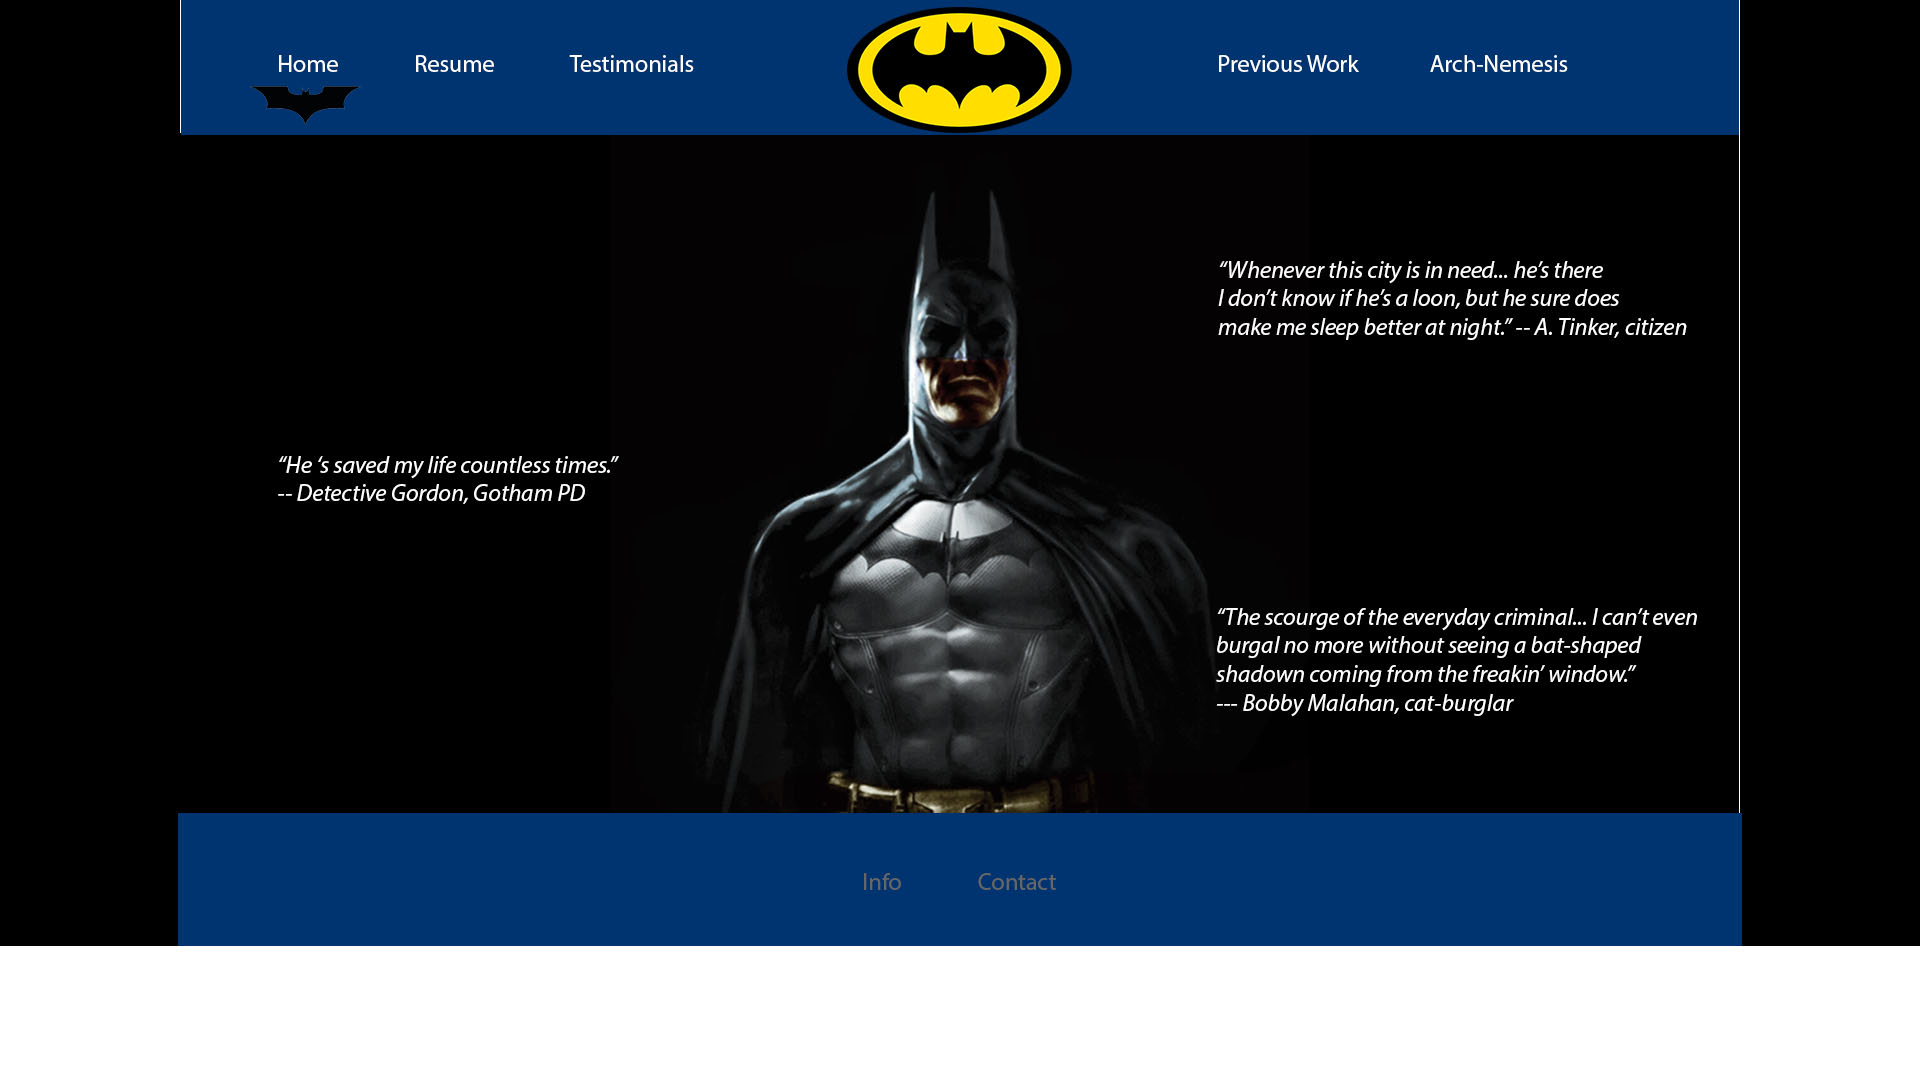 Home Resume Testimonials Previous Work Arch-Nemesis
“Whenever this city is in need... he’s there
I don’t know if he’s a loon, but he sure does
make me sleep better at night.” -- A. Tinker, citizen
“He ‘s saved my life countless times.”
-- Detective Gordon, Gotham PD
“The scourge of the everyday criminal... I can’t even
burgal no more without seeing a bat-shaped
shadown coming from the freakin’ window.”
--- Bobby Malahan, cat-burglar
Info Contact